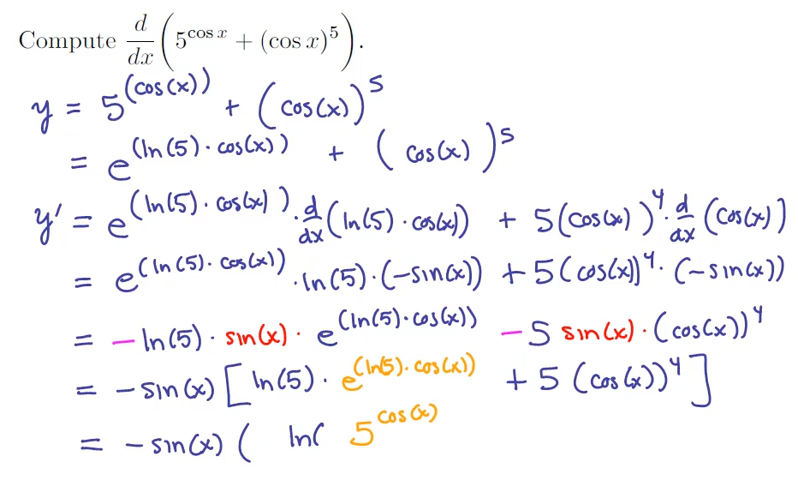 Compute d/dx (5^{cos x} + (cos x)^5).
y = 5^{(cos(x))} + (cos(x))^5
= e^{(ln(5) · cos(x))} + (cos(x))^5
y' = e^{(ln(5) · cos(x))} · d/dx (ln(5) · cos(x)) + 5(cos(x))^4 · d/dx (cos(x))
= e^{(ln(5) · cos(x))} · ln(5) · (-sin(x)) + 5(cos(x))^4 · (-sin(x))
= - ln(5) · sin(x) · e^{(ln(5) · cos(x))} - 5 sin(x) · (cos(x))^4
= - sin(x) [ln(5) · e^{(ln(5) · cos(x))} + 5 (cos(x))^4]
= - sin(x) ( ln( 5^{cos(x)}